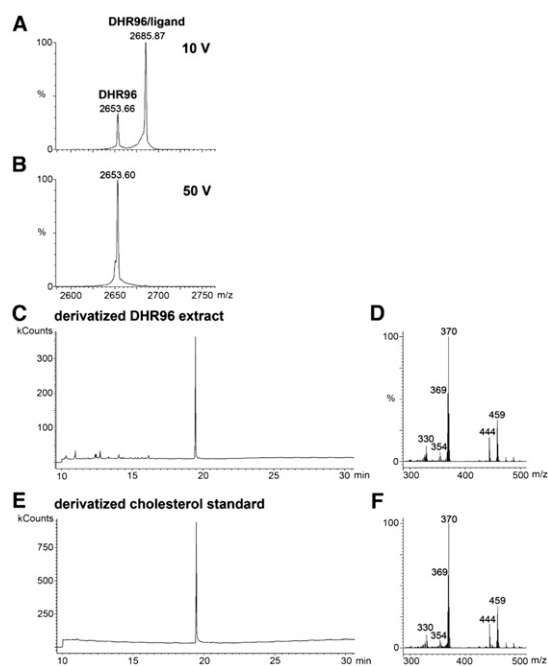 A
DHR96/ligand
2685.87
10 V
100
DHR96
2653.66
%
0
B
2653.60
50 V
100
%
0
2600 2650 2700 2750 m/z
C derivatized DHR96 extract
kCounts
300
200
100
10 15 20 25 30 min
D
100
370
%
369
459
444
330
354
0
300 400 500 m/z
E derivatized cholesterol standard
kCounts
750
500
250
10 15 20 25 30 min
F
100
370
369
%
459
444
330
354
0
300 400 500 m/z